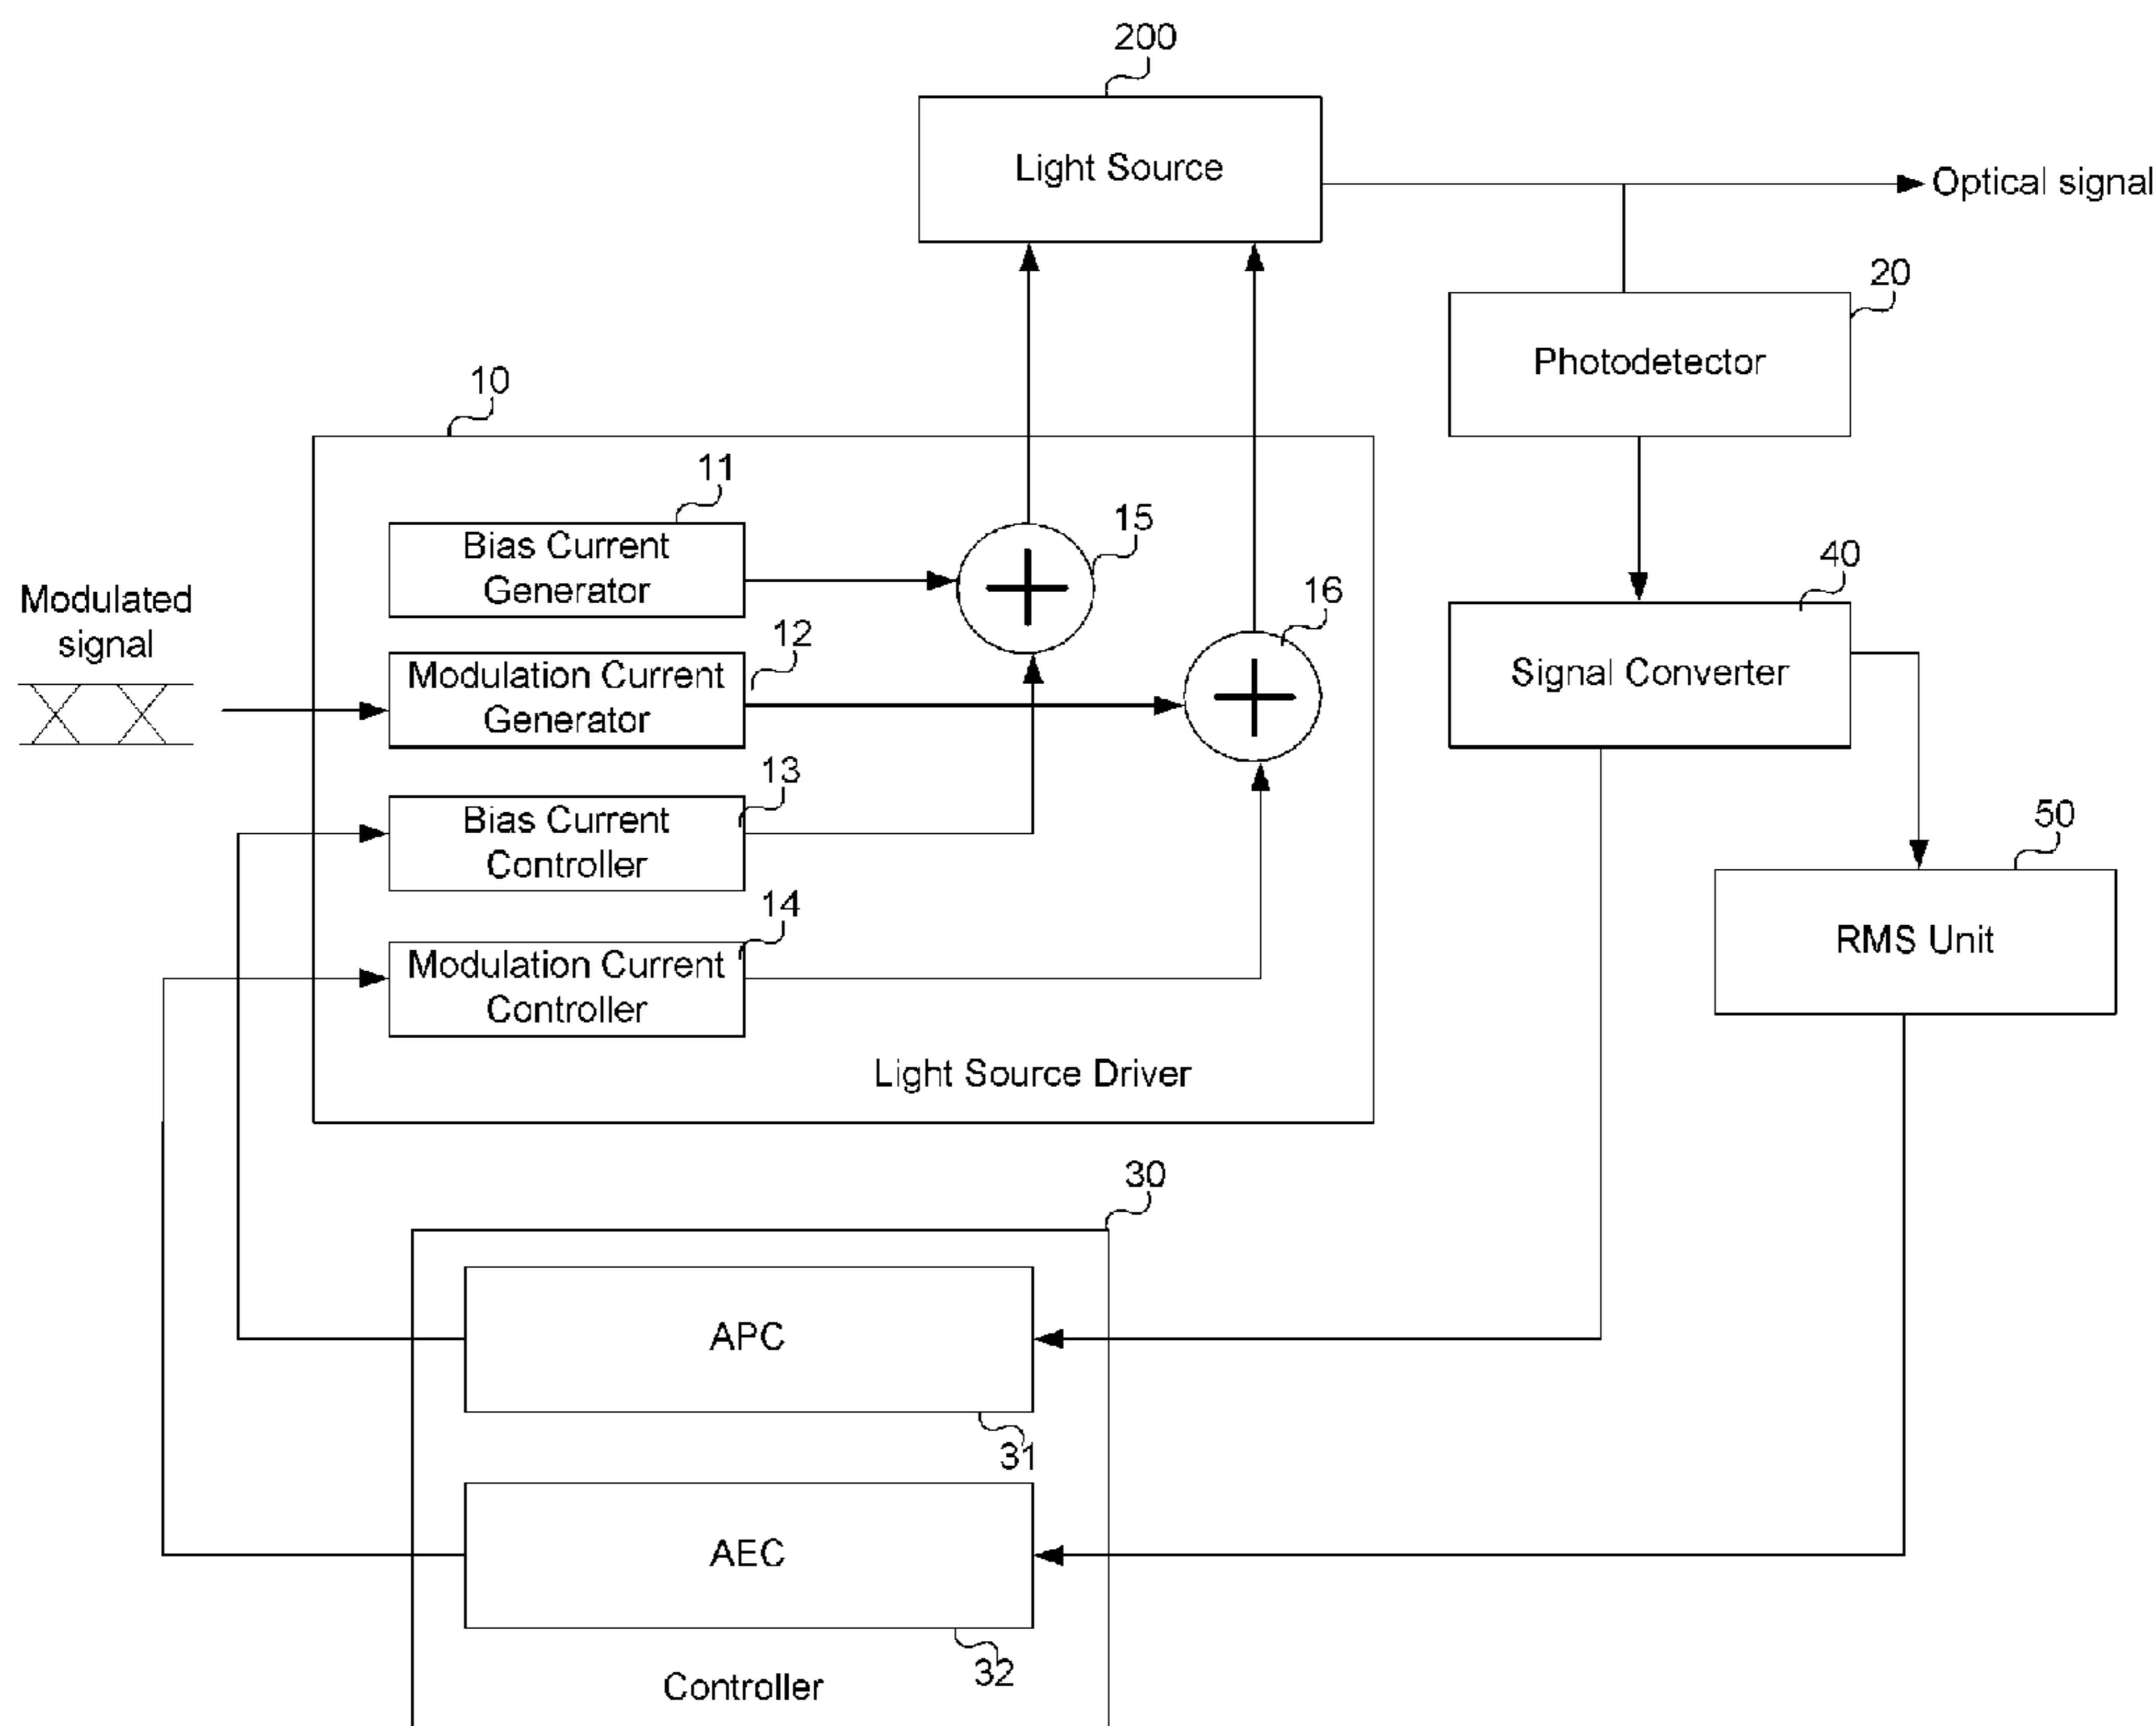 200
Light Source
Optical signal
20
Photodetector
10
11
Bias Current
Generator
15
40
Modulated
signal
12
Modulation Current
Generator
16
Signal Converter
13
Bias Current
Controller
50
RMS Unit
14
Modulation Current
Controller
Light Source Driver
30
APC
31
AEC
32
Controller